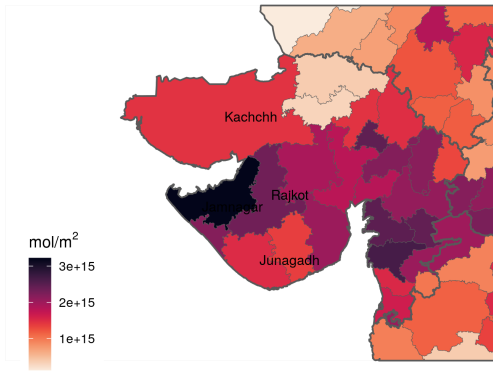 Kachchh
Jamnagar
Rajkot
Junagadh
mol/m²
3e+15
2e+15
1e+15